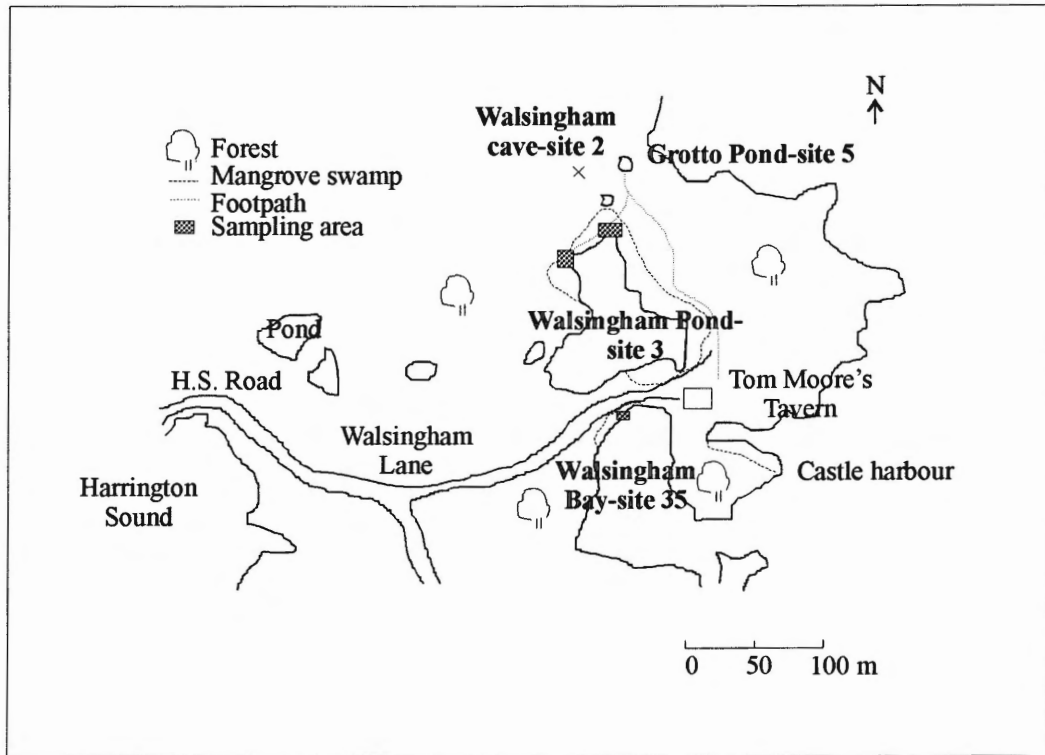 N
Walsingham
cave-site 2
Grotto Pond-site 5
Forest
Mangrove swamp
Footpath
Sampling area
Walsingham Pond-
site 3
Pond
H.S. Road
Tom Moore's
Tavern
Walsingham
Lane
Walsingham
Bay-site 35
Castle harbour
Harrington
Sound
0 50 100 m